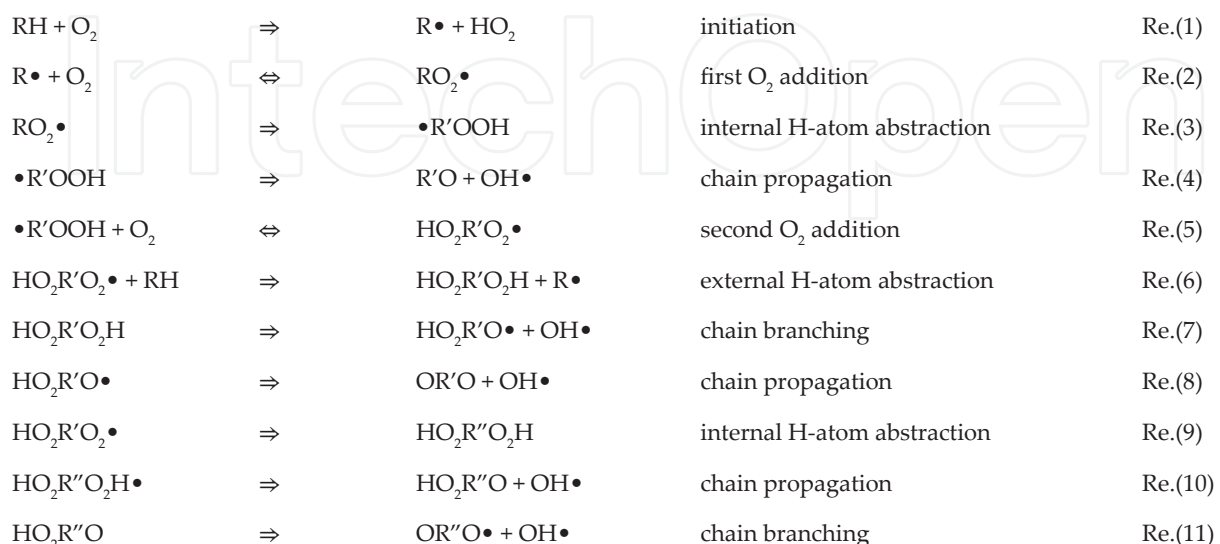 IntechOpen
RH + O₂ ⇒ R• + HO₂ initiation Re.(1)
R• + O₂ ⇔ RO₂• first O₂ addition Re.(2)
RO₂• ⇒ •R′OOH internal H-atom abstraction Re.(3)
•R′OOH ⇒ R′O + OH• chain propagation Re.(4)
•R′OOH + O₂ ⇔ HO₂R′O₂• second O₂ addition Re.(5)
HO₂R′O₂• + RH ⇒ HO₂R′O₂H + R• external H-atom abstraction Re.(6)
HO₂R′O₂H ⇒ HO₂R′O• + OH• chain branching Re.(7)
HO₂R′O• ⇒ OR′O + OH• chain propagation Re.(8)
HO₂R′O₂• ⇒ HO₂R″O₂H internal H-atom abstraction Re.(9)
HO₂R″O₂H• ⇒ HO₂R″O + OH• chain propagation Re.(10)
HO₂R″O ⇒ OR″O• + OH• chain branching Re.(11)